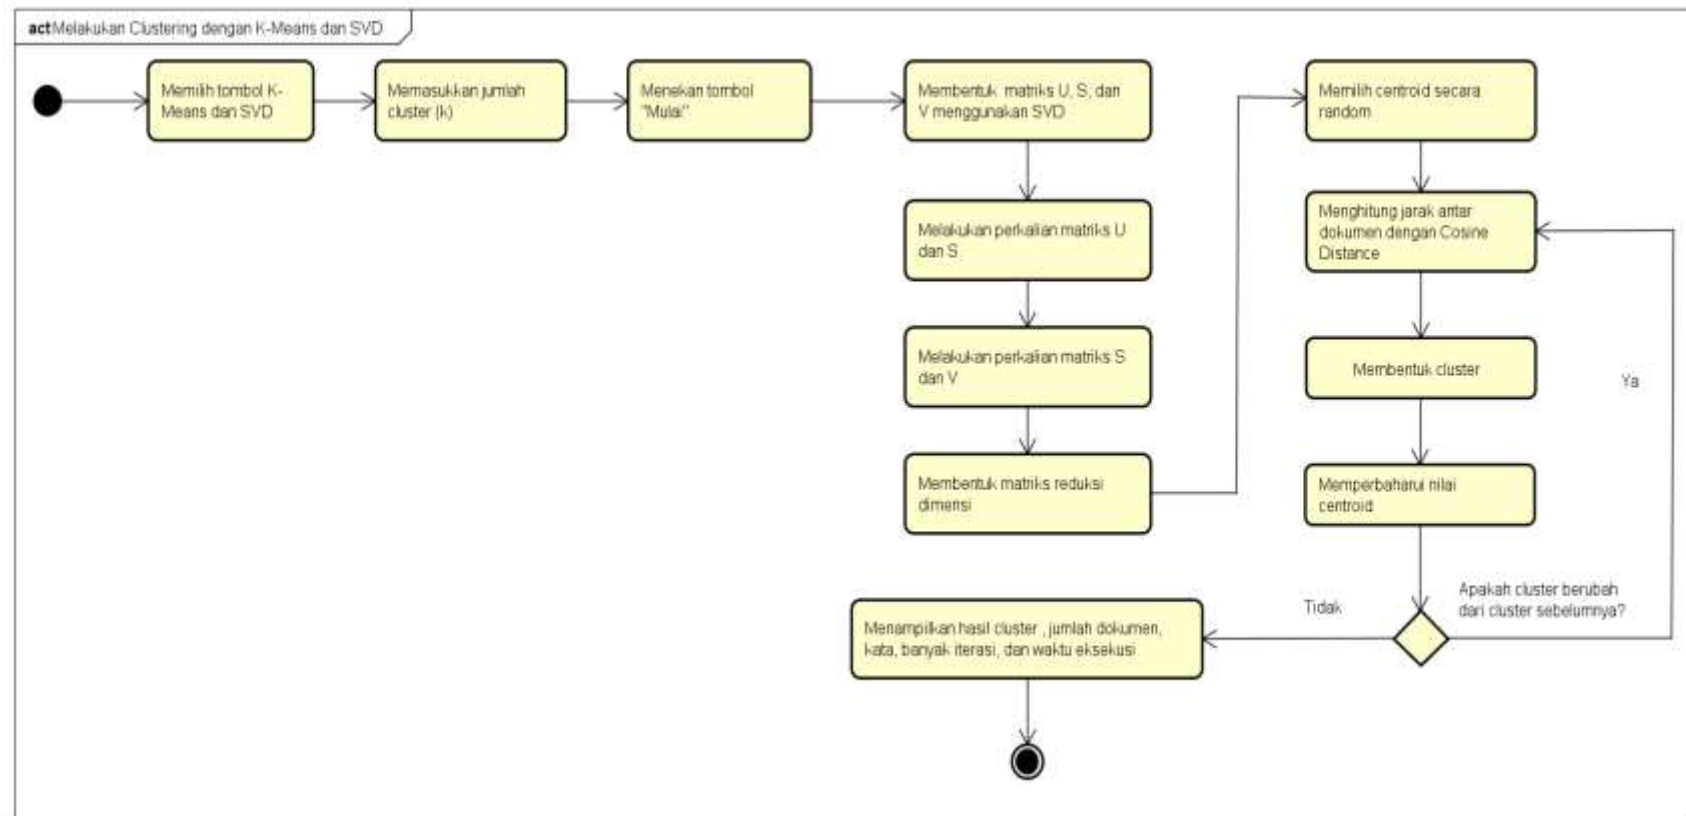 act Melakukan Clustering dengan K-Means dan SVD
Memilih tombol K-
Means dan SVD
Memasukkan jumlah
cluster (k)
Menekan tombol
"Mulai"
Membentuk matriks U, S, dan
V menggunakan SVD
Melakukan perkalian matriks U
dan S
Melakukan perkalian matriks S
dan V
Membentuk matriks reduksi
dimensi
Memilih centroid secara
random
Menghitung jarak antar
dokumen dengan Cosine
Distance
Membentuk cluster
Memperbaharui nilai
centroid
Ya
Apakah cluster berubah
dari cluster sebelumnya?
Tidak
Menampilkan hasil cluster , jumlah dokumen,
kata, banyak iterasi, dan waktu eksekusi